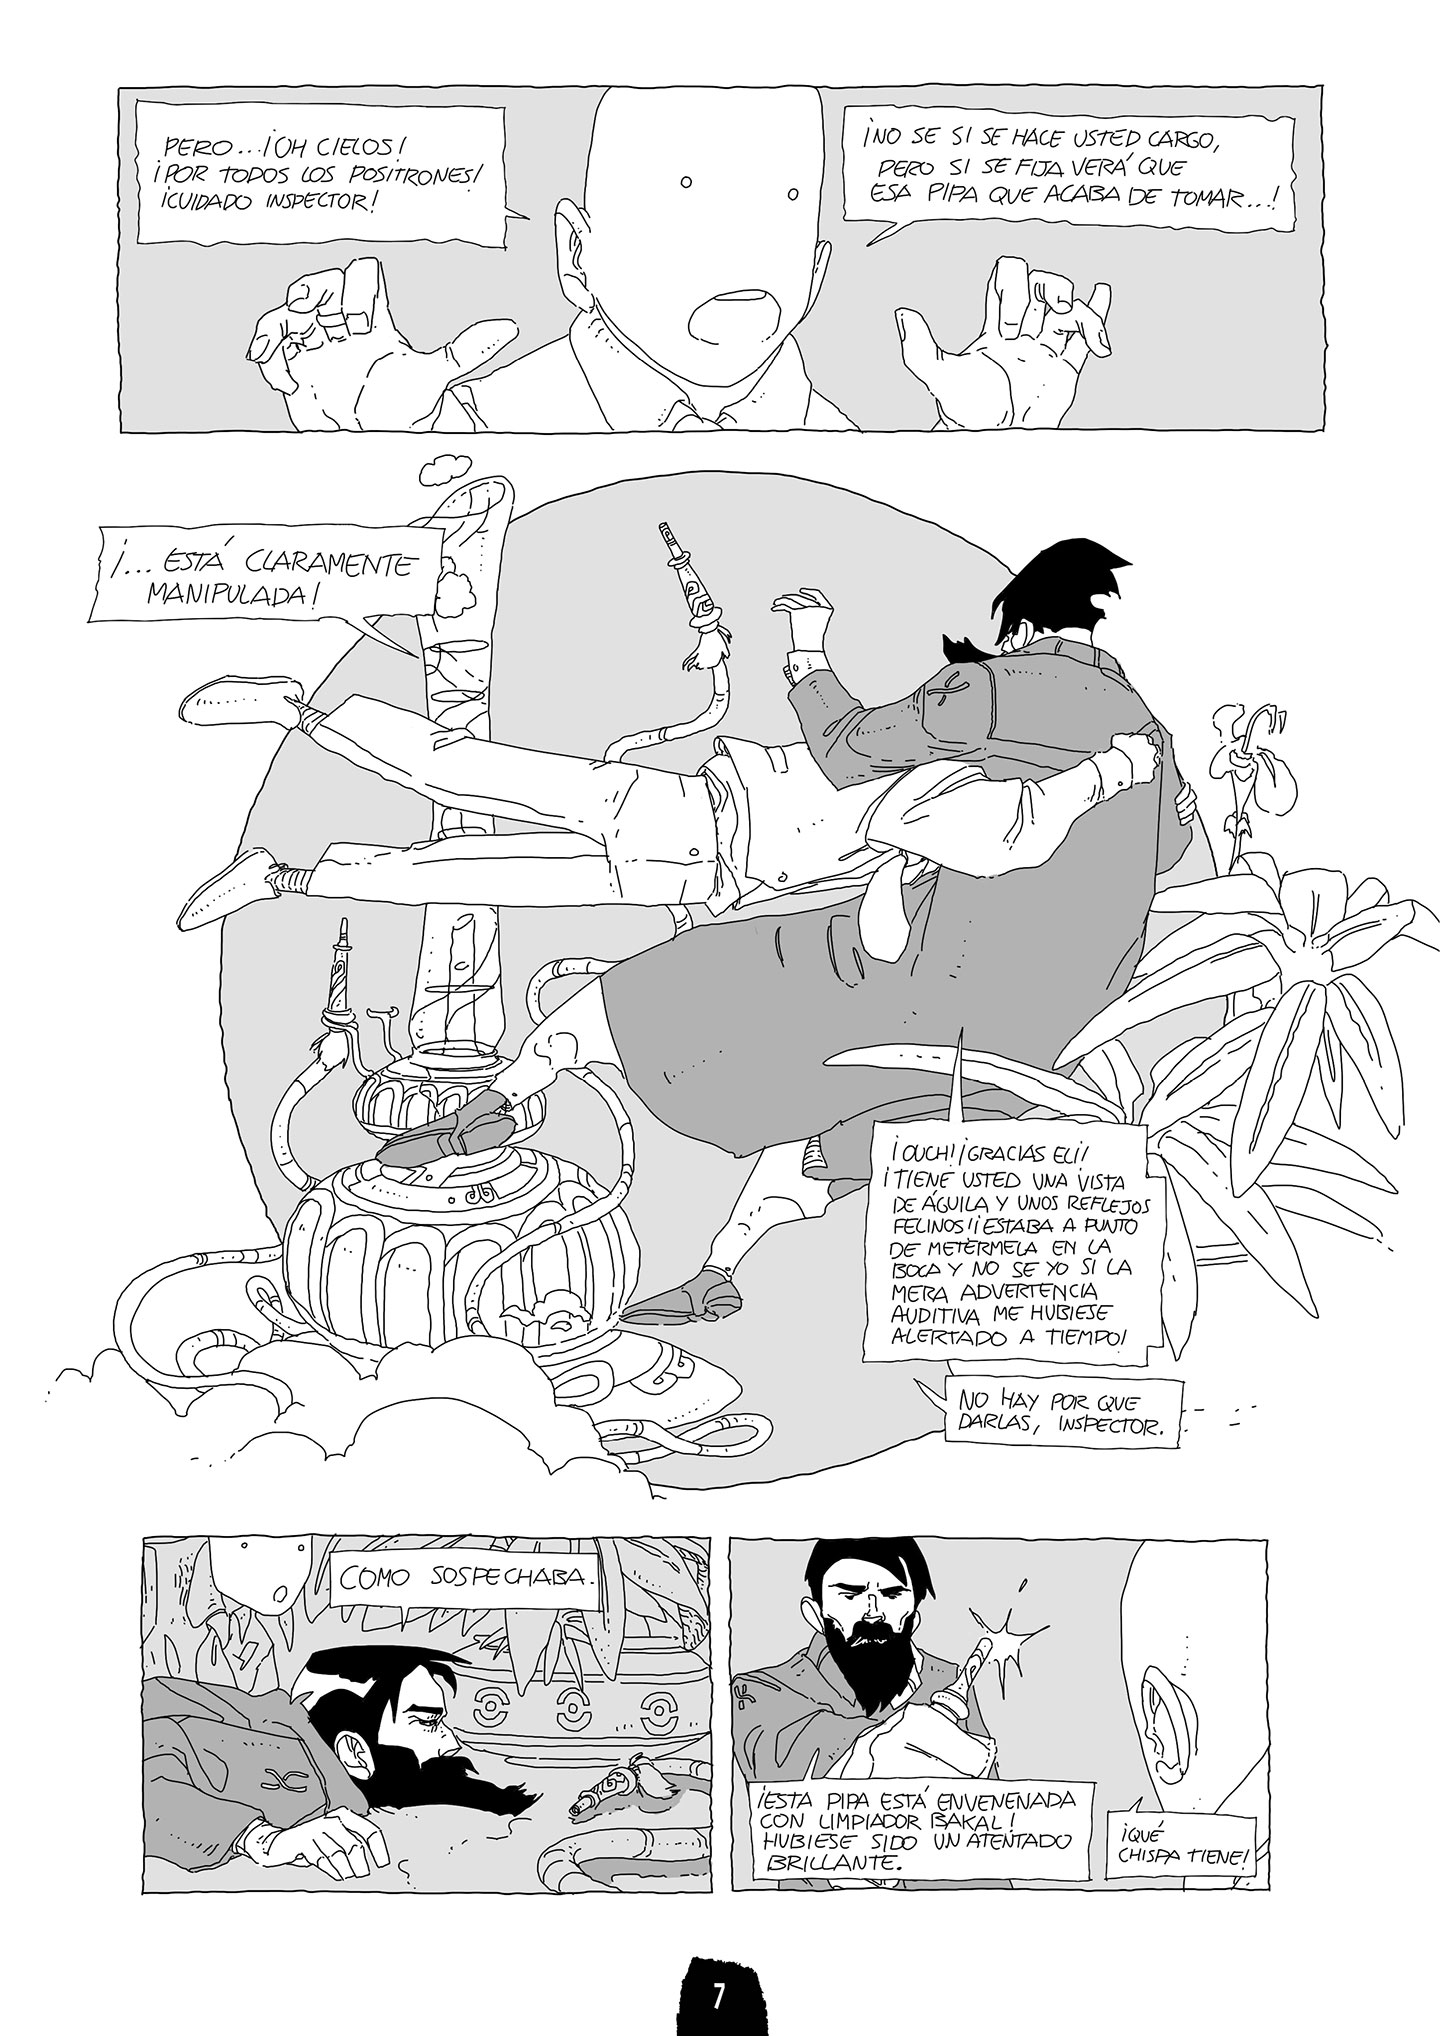 PERO...¡OH CIELOS!
¡POR TODOS LOS POSITRONES!
¡CUIDADO INSPECTOR!
¡NO SE SI SE HACE USTED CARGO,
PERO SI SE FIJA VERÁ QUE
ESA PIPA QUE ACABA DE TOMAR...!
¡... ESTÁ CLARAMENTE
MANIPULADA!
¡OUCH! ¡GRACIAS ELI!
¡TIENE USTED UNA VISTA
DE ÁGUILA Y UNOS REFLEJOS
FELINOS! ¡ESTABA A PUNTO
DE METÉRMELA EN LA
BOCA Y NO SE YO SI LA
MERA ADVERTENCIA
AUDITIVA ME HUBIESE
ALERTADO A TIEMPO!
NO HAY POR QUE
DARLAS, INSPECTOR.
COMO SOSPECHABA.
¡ESTA PIPA ESTÁ ENVENENADA
CON LIMPIADOR BAKAL!
HUBIESE SIDO UN ATENTADO
BRILLANTE.
¡QUÉ
CHISPA TIENE!
7